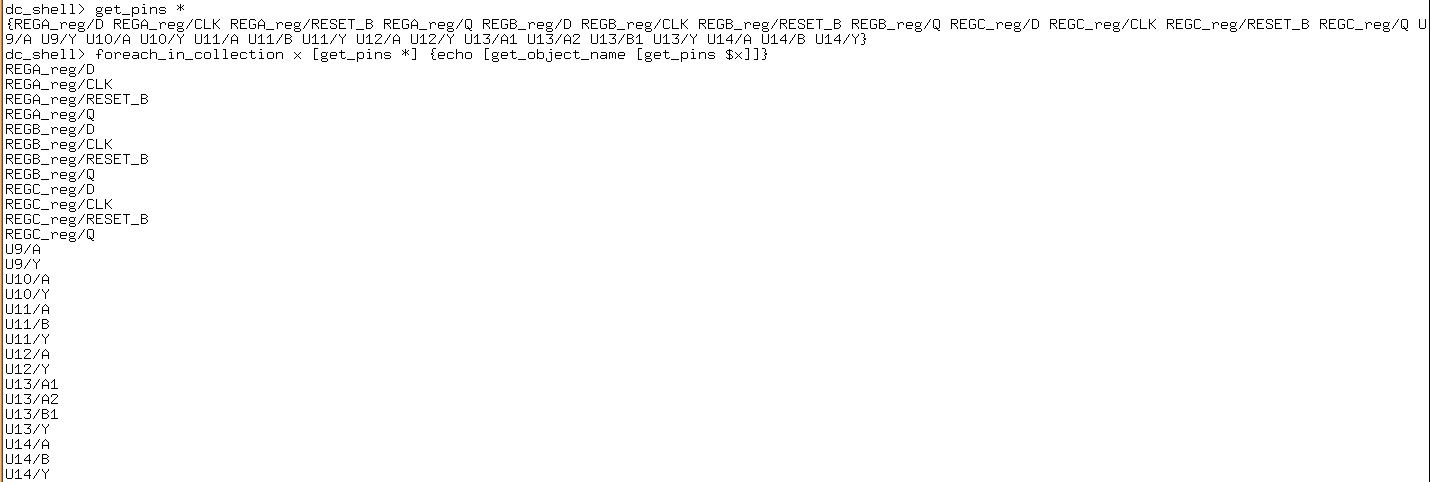 dc_shell> get_pins *
{REGA_reg/D REGA_reg/CLK REGA_reg/RESET_B REGA_reg/Q REGB_reg/D REGB_reg/CLK REGB_reg/RESET_B REGB_reg/Q REGC_reg/D REGC_reg/CLK REGC_reg/RESET_B REGC_reg/Q U
9/A U9/Y U10/A U10/Y U11/A U11/B U11/Y U12/A U12/Y U13/A1 U13/A2 U13/B1 U13/Y U14/A U14/B U14/Y}
dc_shell> foreach_in_collection x [get_pins *] {echo [get_object_name [get_pins $x]]}
REGA_reg/D
REGA_reg/CLK
REGA_reg/RESET_B
REGA_reg/Q
REGB_reg/D
REGB_reg/CLK
REGB_reg/RESET_B
REGB_reg/Q
REGC_reg/D
REGC_reg/CLK
REGC_reg/RESET_B
REGC_reg/Q
U9/A
U9/Y
U10/A
U10/Y
U11/A
U11/B
U11/Y
U12/A
U12/Y
U13/A1
U13/A2
U13/B1
U13/Y
U14/A
U14/B
U14/Y